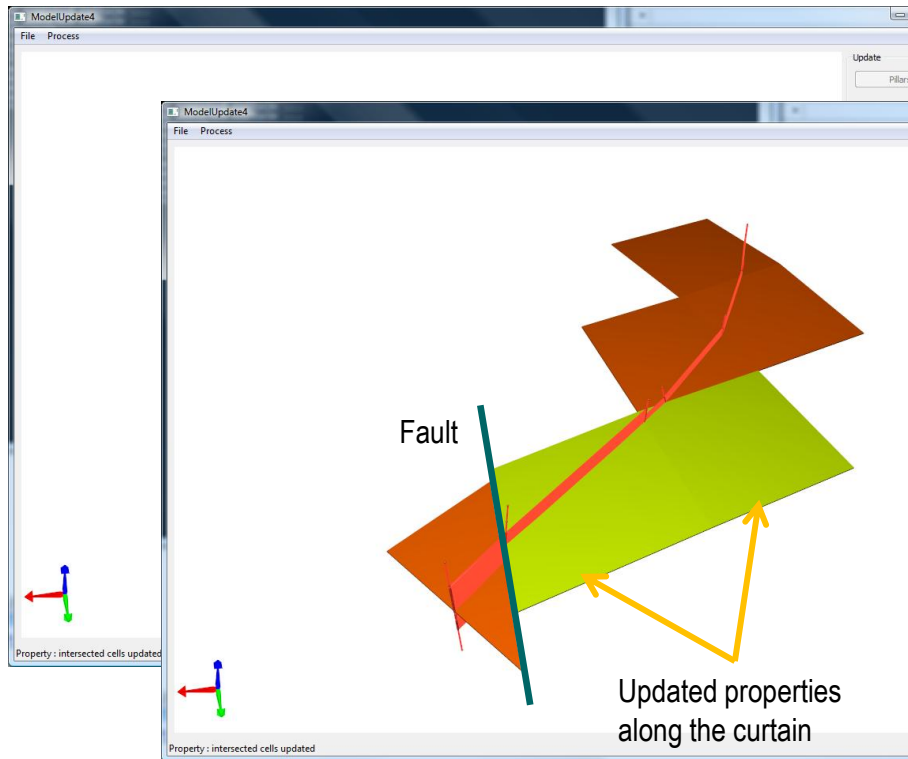 ModelUpdate4
File Process
Update
Pillars
ModelUpdate4
File Process
Fault
Updated properties
along the curtain
Property : intersected cells updated
Property : intersected cells updated